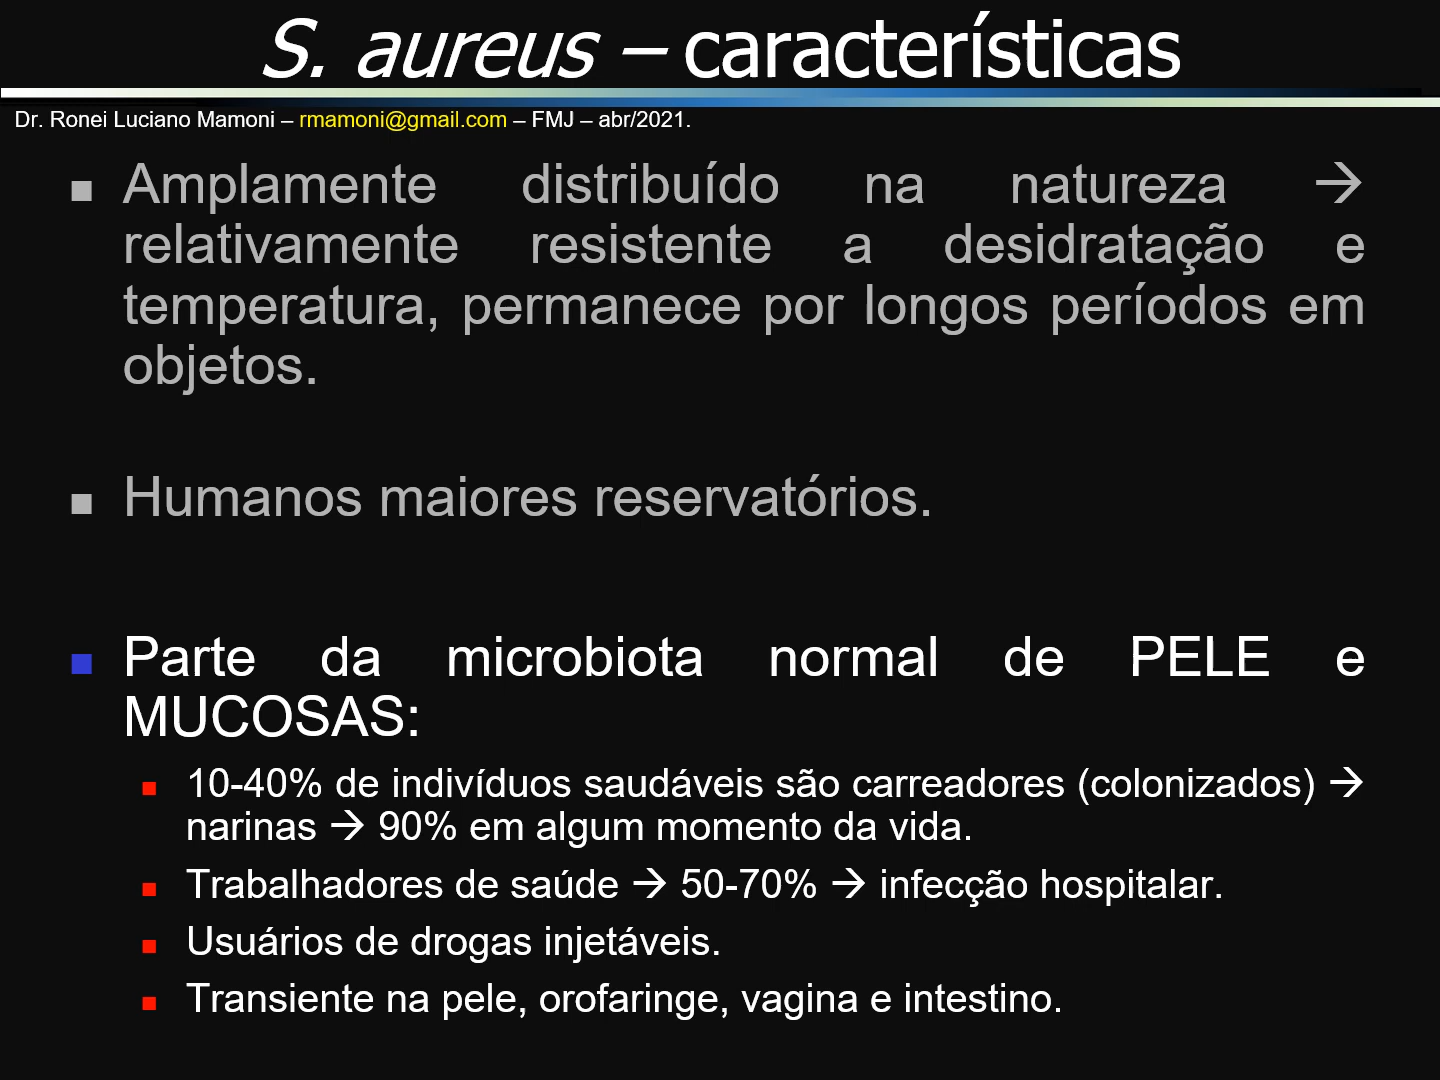 S. aureus – características
Dr. Ronei Luciano Mamoni – rmamoni@gmail.com – FMJ – abr/2021.
■ Amplamente distribuído na natureza →
relativamente resistente a desidratação e
temperatura, permanece por longos períodos em
objetos.
■ Humanos maiores reservatórios.
■ Parte da microbiota normal de PELE e
MUCOSAS:
■ 10-40% de indivíduos saudáveis são carreadores (colonizados) →
narinas → 90% em algum momento da vida.
■ Trabalhadores de saúde → 50-70% → infecção hospitalar.
■ Usuários de drogas injetáveis.
■ Transiente na pele, orofaringe, vagina e intestino.